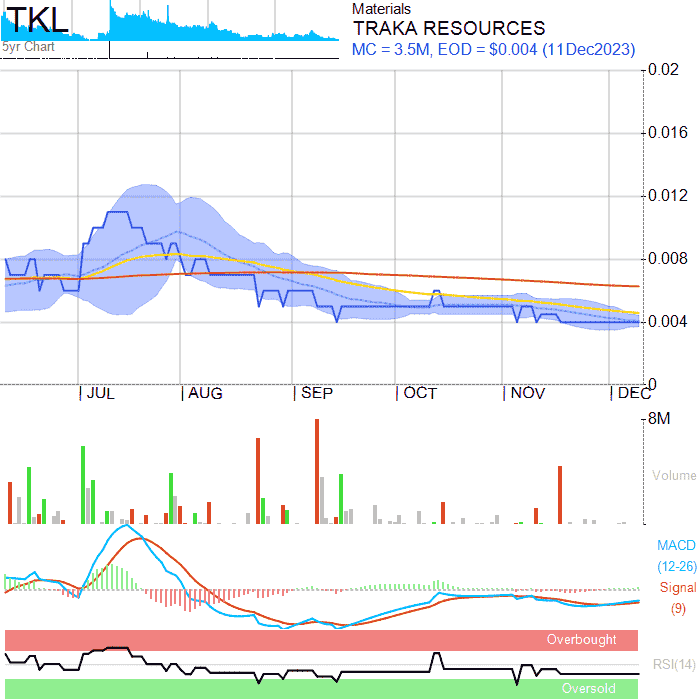 TKL
5yr Chart
Materials
TRAKA RESOURCES
MC = 3.5M, EOD = $0.004 (11Dec2023)
0.02
0.016
0.012
0.008
0.004
0
JUL AUG SEP OCT NOV DEC
8M
Volume
MACD
(12-26)
Signal
(9)
Overbought
RSI(14)
Oversold